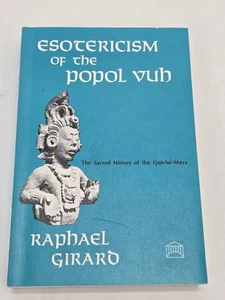 ESOTERICISM
OF the
POPOL VUH
The Sacred History of the Quiché-Maya
RAPHAEL
GIRARD